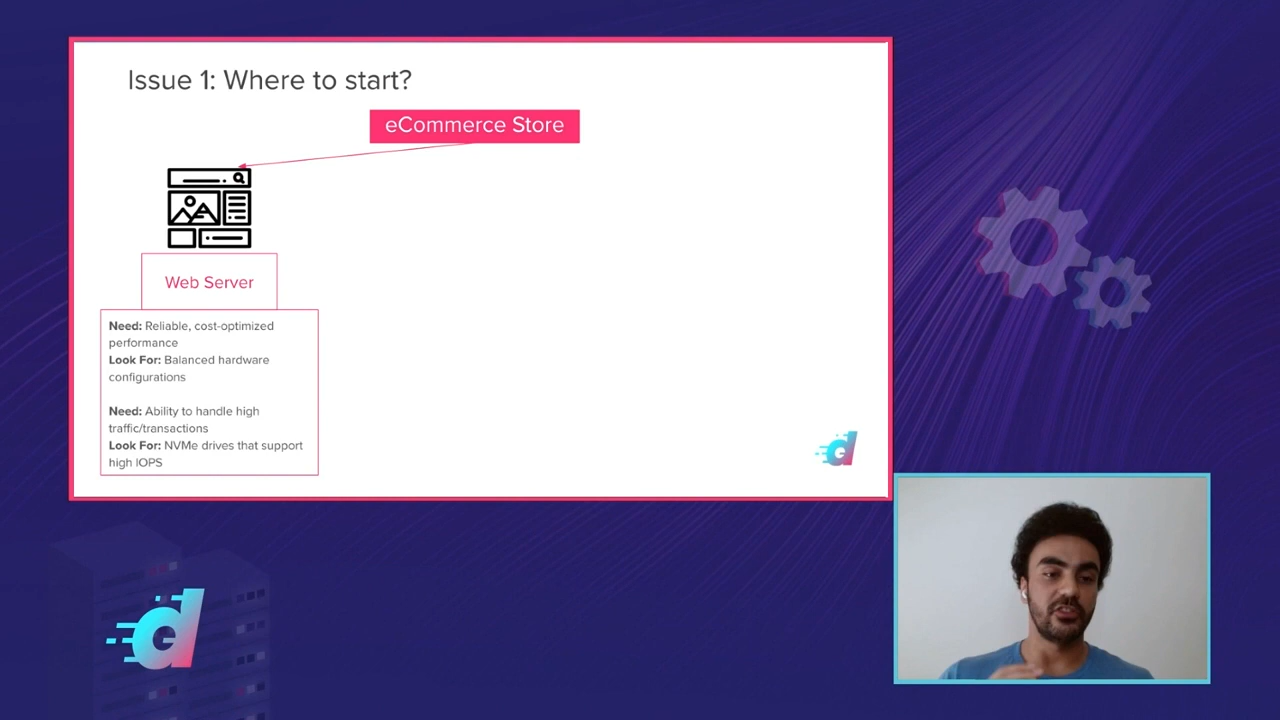 Issue 1: Where to start?
eCommerce Store
Web Server
Need: Reliable, cost-optimized
performance
Look For: Balanced hardware
configurations
Need: Ability to handle high
traffic/transactions
Look For: NVMe drives that support
high IOPS
d
d